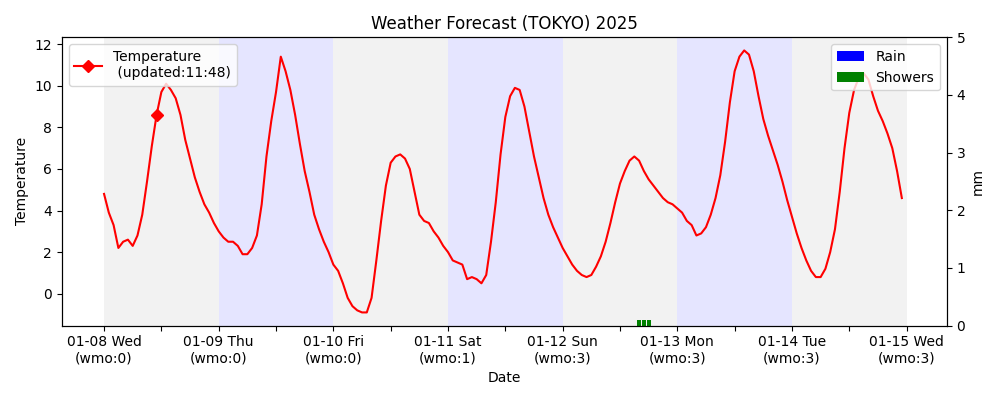 Weather Forecast (TOKYO) 2025
Temperature
(updated:11:48)
Rain
Showers
Temperature
12
10
8
6
4
2
0
5
4
3
2
1
0
mm
01-08 Wed
(wmo:0)
01-09 Thu
(wmo:0)
01-10 Fri
(wmo:0)
01-11 Sat
(wmo:1)
01-12 Sun
(wmo:3)
01-13 Mon
(wmo:3)
01-14 Tue
(wmo:3)
01-15 Wed
(wmo:3)
Date